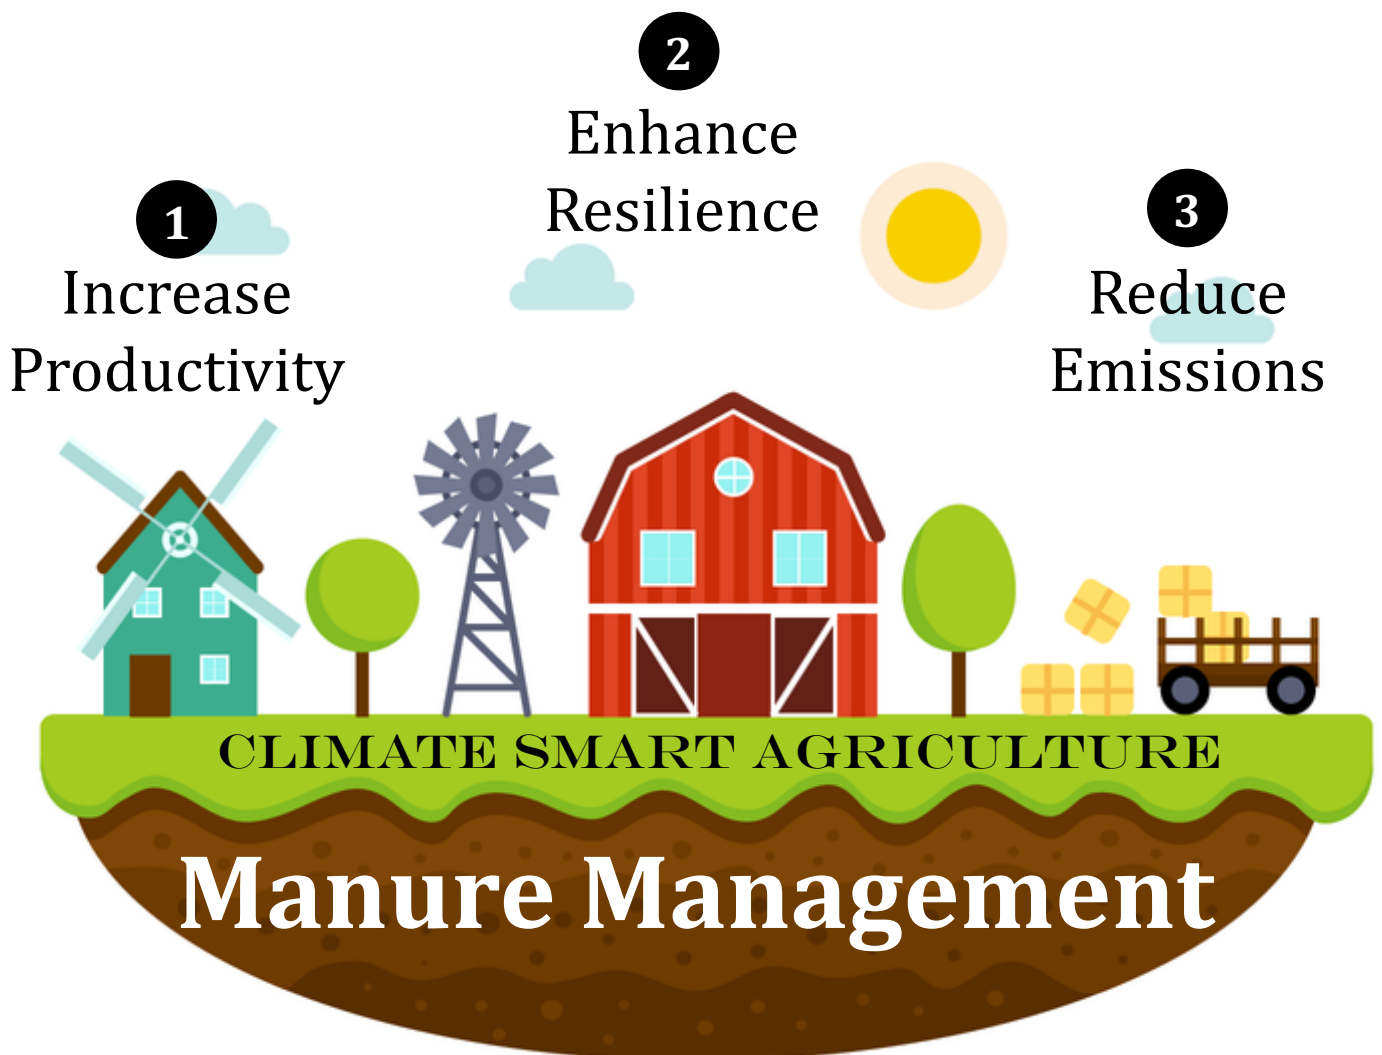 1
Increase
Productivity
2
Enhance
Resilience
3
Reduce
Emissions
CLIMATE SMART AGRICULTURE
Manure Management